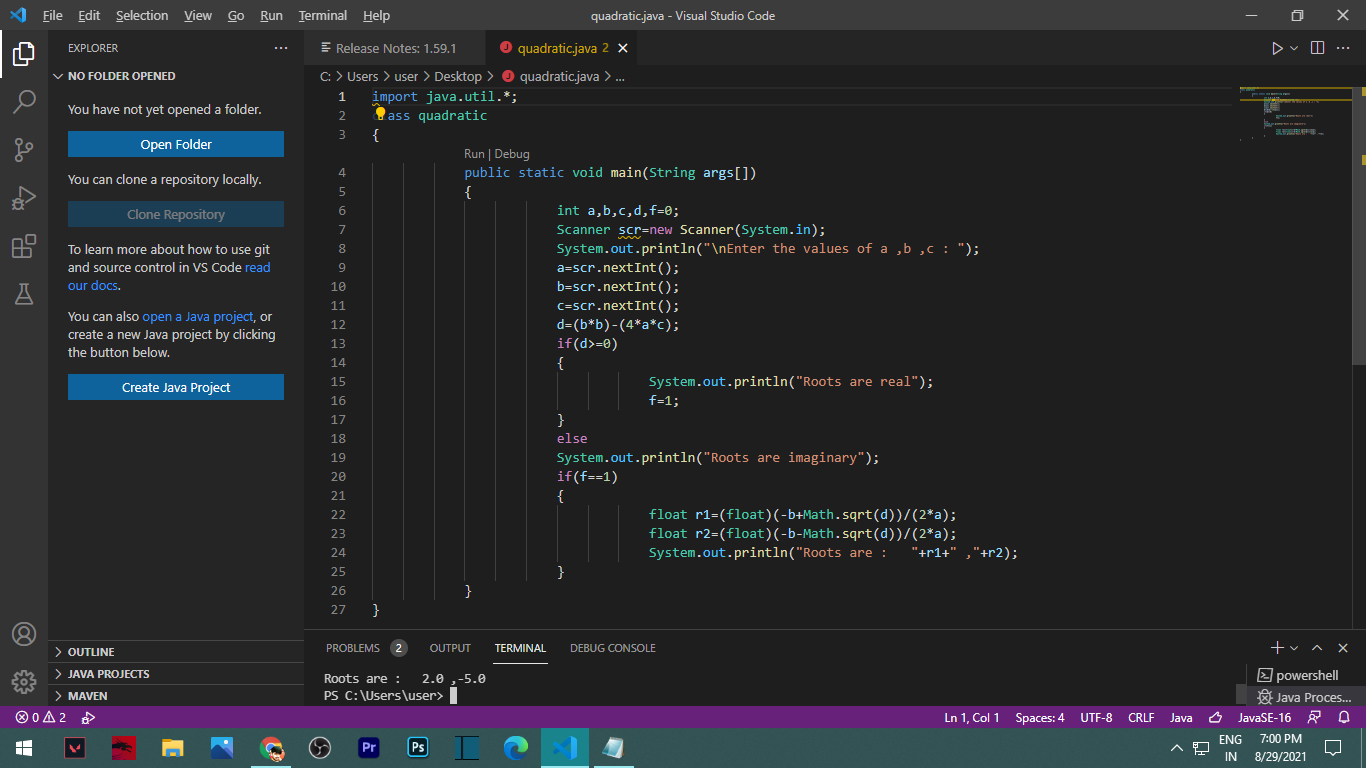 File Edit Selection View Go Run Terminal Help
quadratic.java - Visual Studio Code
EXPLORER
NO FOLDER OPENED
You have not yet opened a folder.
Open Folder
You can clone a repository locally.
Clone Repository
To learn more about how to use git
and source control in VS Code read
our docs.
You can also open a Java project, or
create a new Java project by clicking
the button below.
Create Java Project
OUTLINE
JAVA PROJECTS
MAVEN
Release Notes: 1.59.1
quadratic.java 2
C: > Users > user > Desktop > quadratic.java > ...
1 import java.util.*;
2 ass quadratic
3 {
Run | Debug
4 public static void main(String args[])
5 {
6 int a,b,c,d,f=0;
7 Scanner scr=new Scanner(System.in);
8 System.out.println("\nEnter the values of a ,b ,c : ");
9 a=scr.nextInt();
10 b=scr.nextInt();
11 c=scr.nextInt();
12 d=(b*b)-(4*a*c);
13 if(d>=0)
14 {
15 System.out.println("Roots are real");
16 f=1;
17 }
18 else
19 System.out.println("Roots are imaginary");
20 if(f==1)
21 {
22 float r1=(float)(-b+Math.sqrt(d))/(2*a);
23 float r2=(float)(-b-Math.sqrt(d))/(2*a);
24 System.out.println("Roots are :   "+r1+" ,"+r2);
25 }
26 }
27 }
PROBLEMS 2 OUTPUT TERMINAL DEBUG CONSOLE
Roots are :   2.0 ,-5.0
PS C:\Users\user>
powershell
Java Proces...
0 2
Ln 1, Col 1 Spaces: 4 UTF-8 CRLF Java JavaSE-16
Pr
Ps
ENG
IN
7:00 PM
8/29/2021